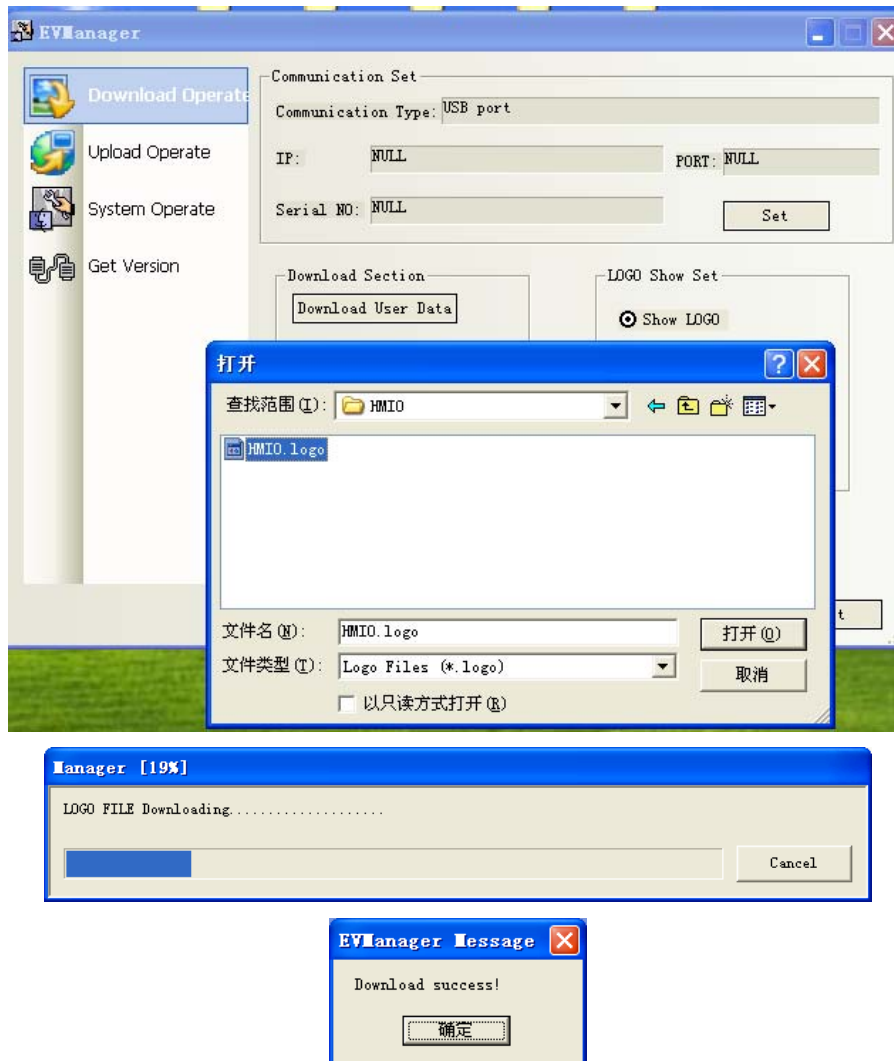 EVManager
Download Operate
Upload Operate
System Operate
Get Version
Communication Set
Communication Type: USB port
IP: NULL PORT: NULL
Serial NO: NULL Set
Download Section
Download User Data
LOGO Show Set
Show LOGO
打开
查找范围(I): HMI0
HMI0.logo
文件名(N): HMI0.logo 打开(O)
文件类型(T): Logo Files (*.logo) 取消
以只读方式打开(R)
Manager [19%]
LOGO FILE Downloading....................
Cancel
EVManager Message
Download success!
确定